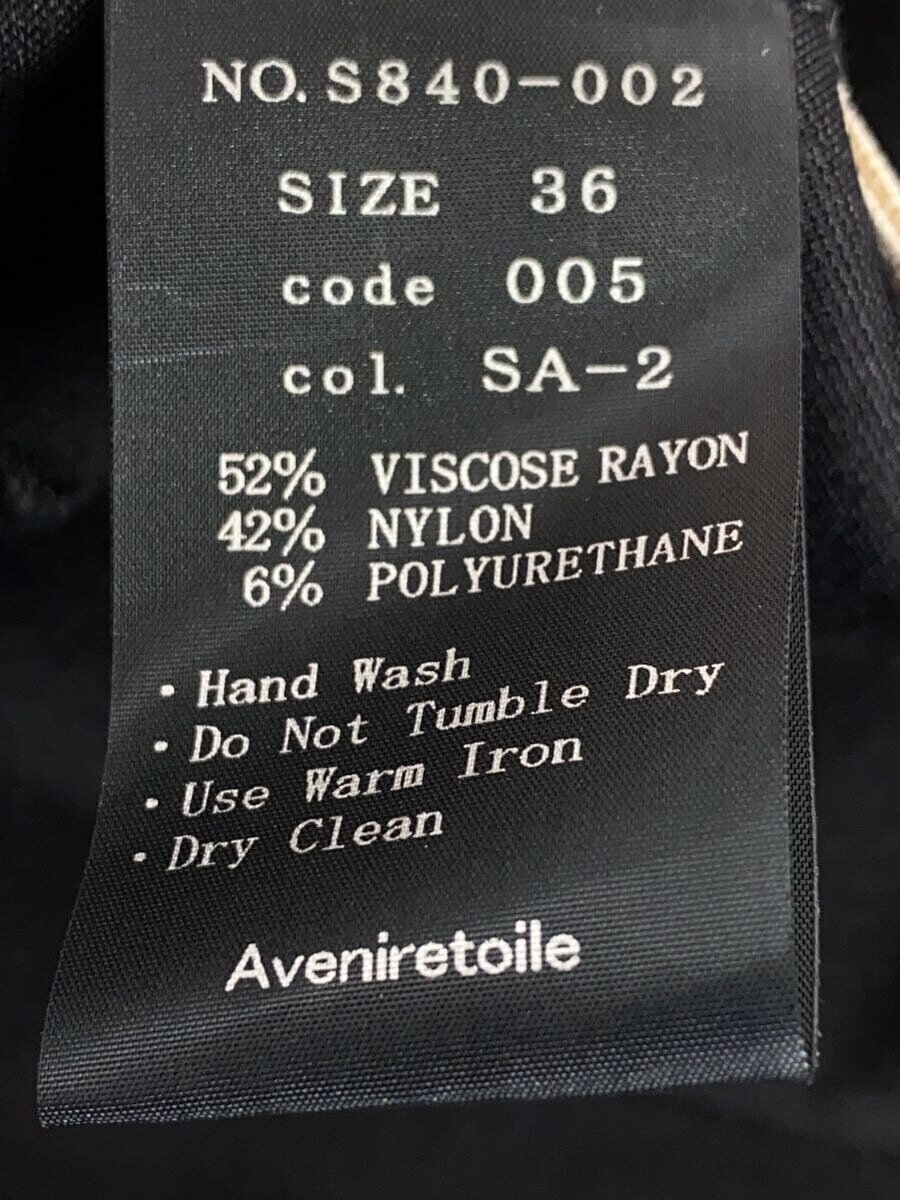 NO. S840-002
SIZE 36
code 005
col. SA-2
52% VISCOSE RAYON
42% NYLON
6% POLYURETHANE
· Hand Wash
· Do Not Tumble Dry
· Use Warm Iron
· Dry Clean
Aveniretoile